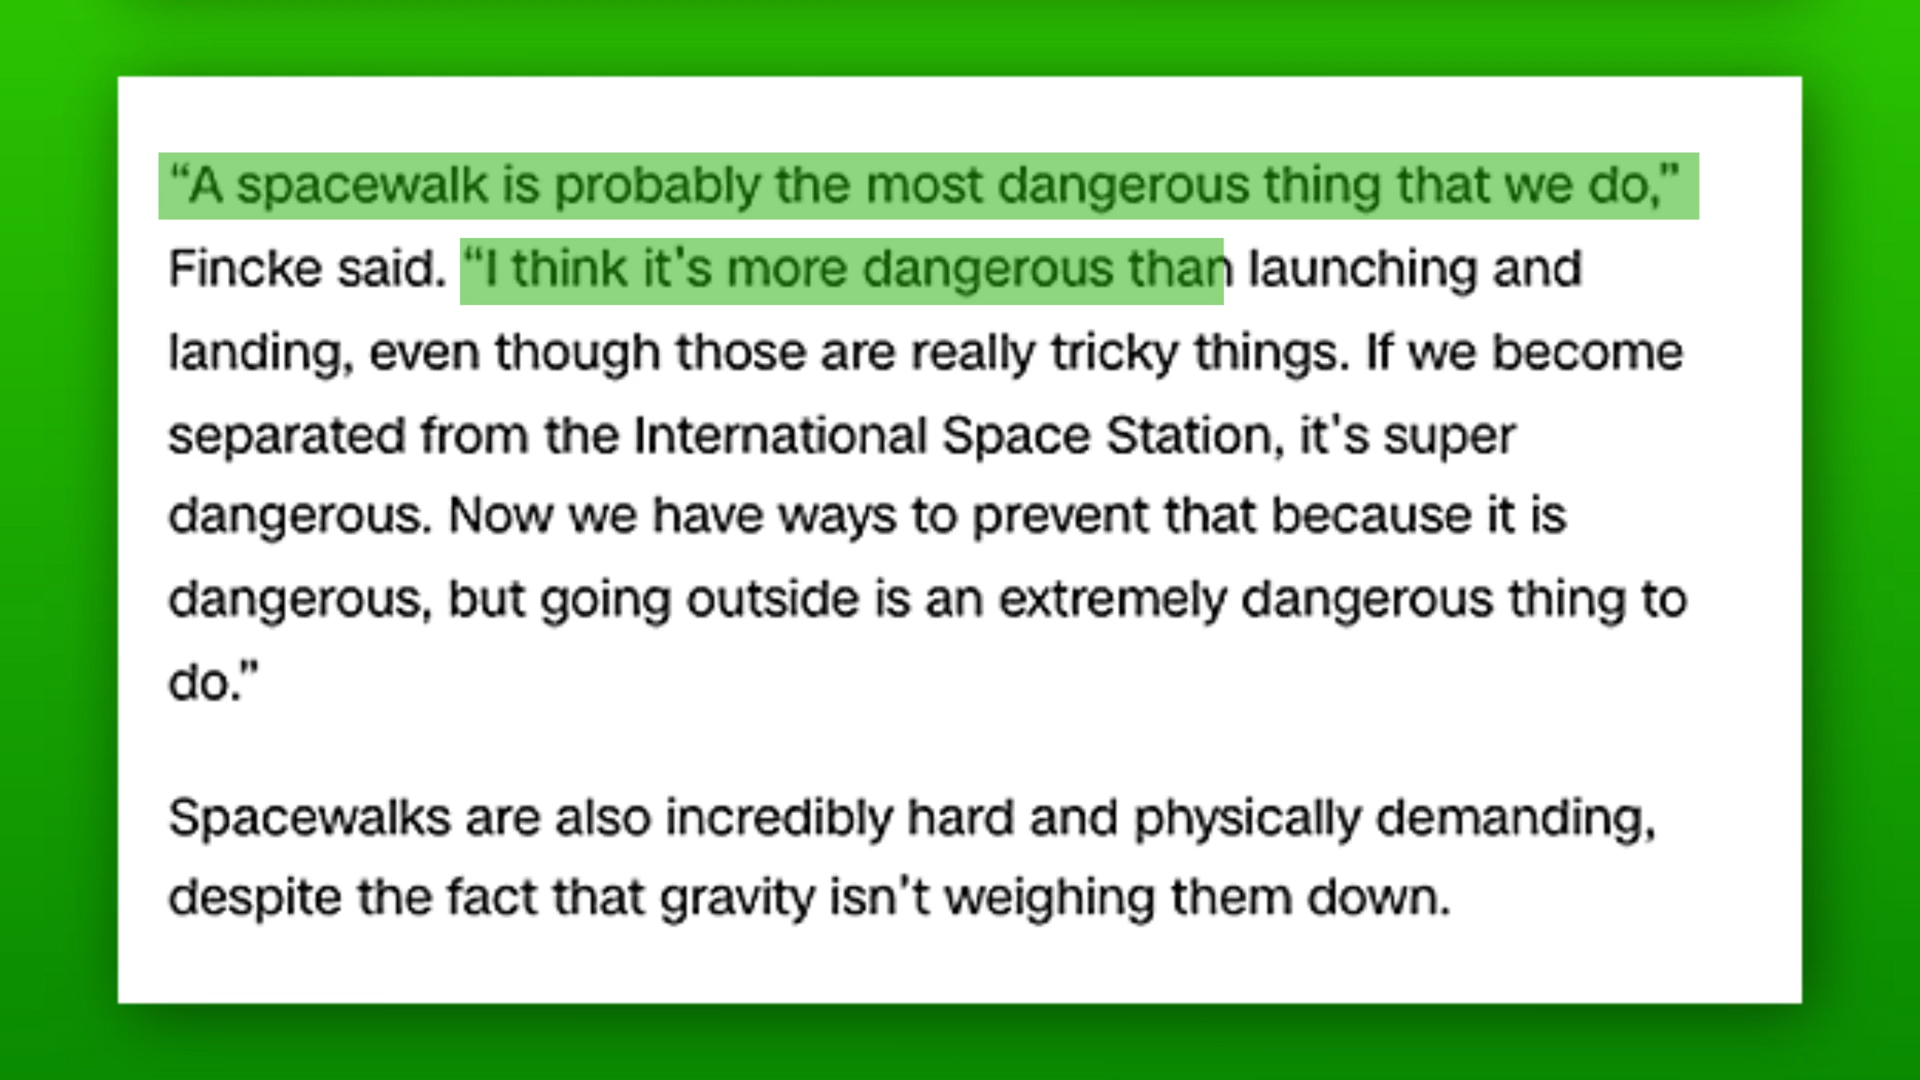 “A spacewalk is probably the most dangerous thing that we do,”
Fincke said. “I think it's more dangerous than launching and
landing, even though those are really tricky things. If we become
separated from the International Space Station, it's super
dangerous. Now we have ways to prevent that because it is
dangerous, but going outside is an extremely dangerous thing to
do.”
Spacewalks are also incredibly hard and physically demanding,
despite the fact that gravity isn't weighing them down.